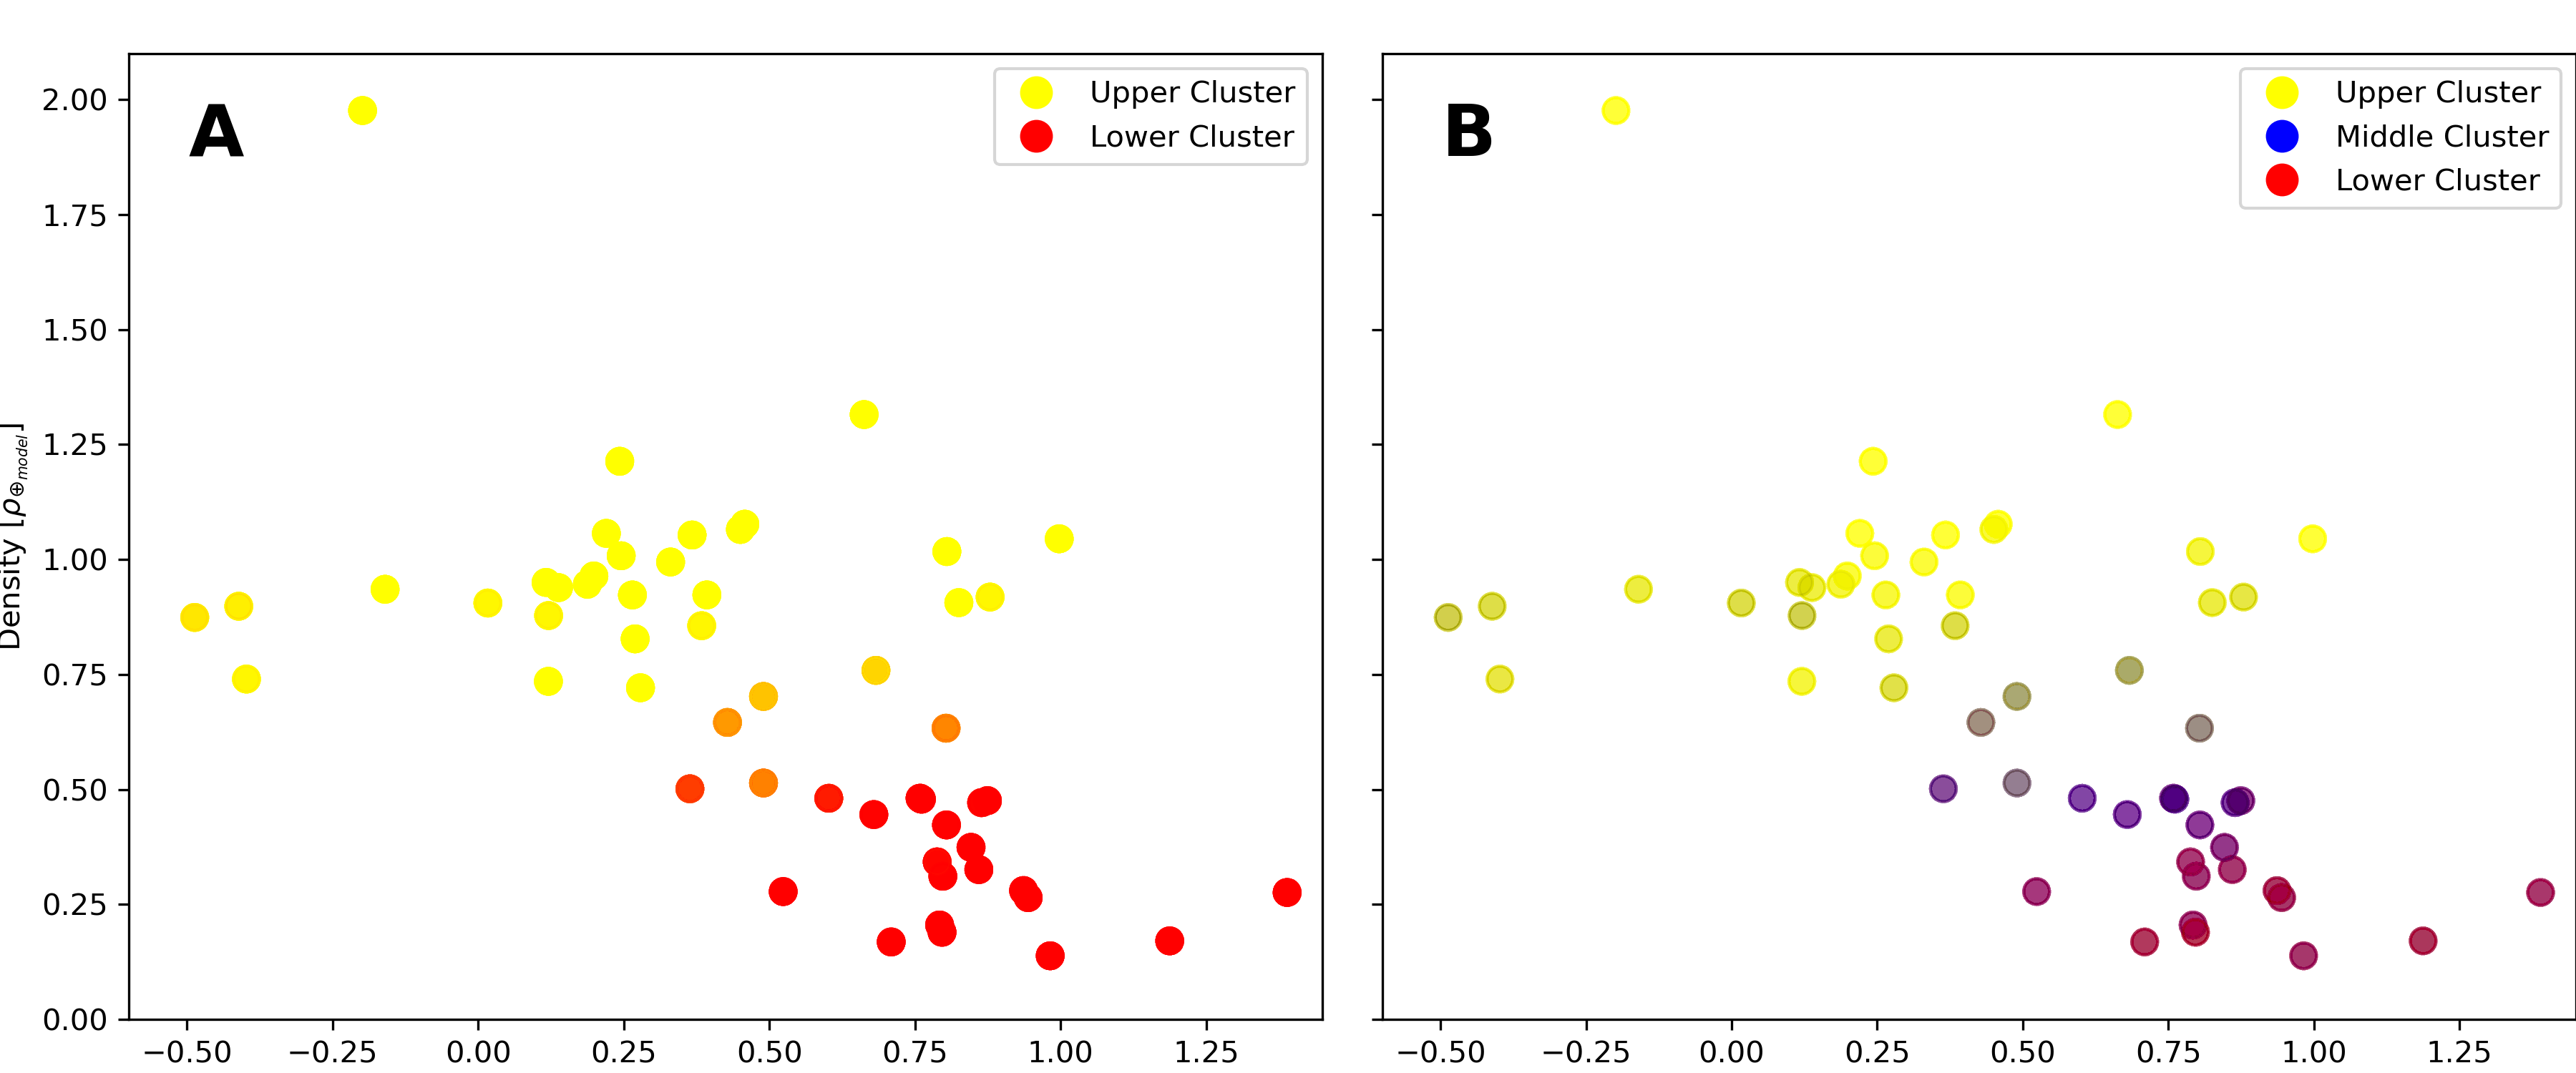 A
Upper Cluster
Lower Cluster
2.00
1.75
1.50
1.25
1.00
0.75
0.50
0.25
0.00
Density [ρ⊕model]
−0.50 −0.25 0.00 0.25 0.50 0.75 1.00 1.25
B
Upper Cluster
Middle Cluster
Lower Cluster
−0.50 −0.25 0.00 0.25 0.50 0.75 1.00 1.25